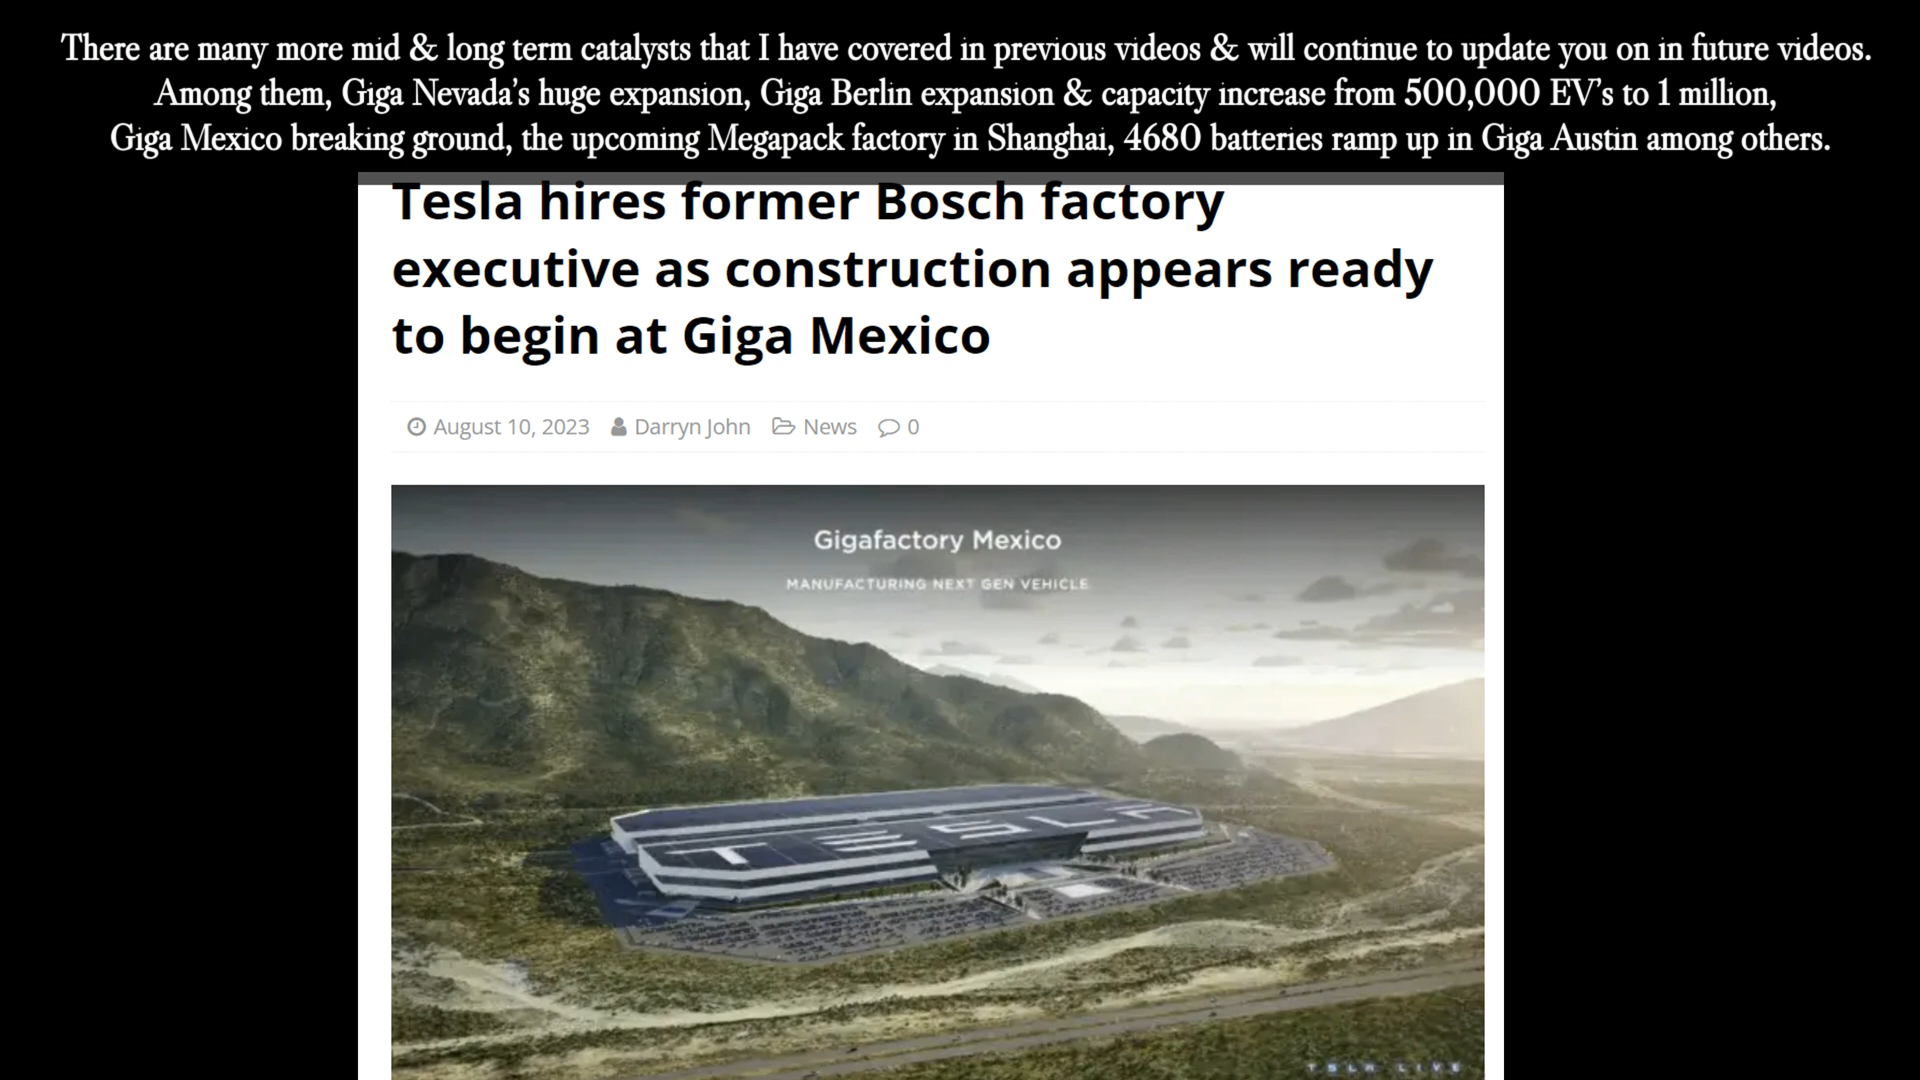 There are many more mid & long term catalysts that I have covered in previous videos & will continue to update you on in future videos.
Among them, Giga Nevada's huge expansion, Giga Berlin expansion & capacity increase from 500,000 EV's to 1 million,
Giga Mexico breaking ground, the upcoming Megapack factory in Shanghai, 4680 batteries ramp up in Giga Austin among others.
Tesla hires former Bosch factory
executive as construction appears ready
to begin at Giga Mexico
August 10, 2023 Darryn John News 0
Gigafactory Mexico
MANUFACTURING NEXT GEN VEHICLE
TESLA
TSLA LIVE